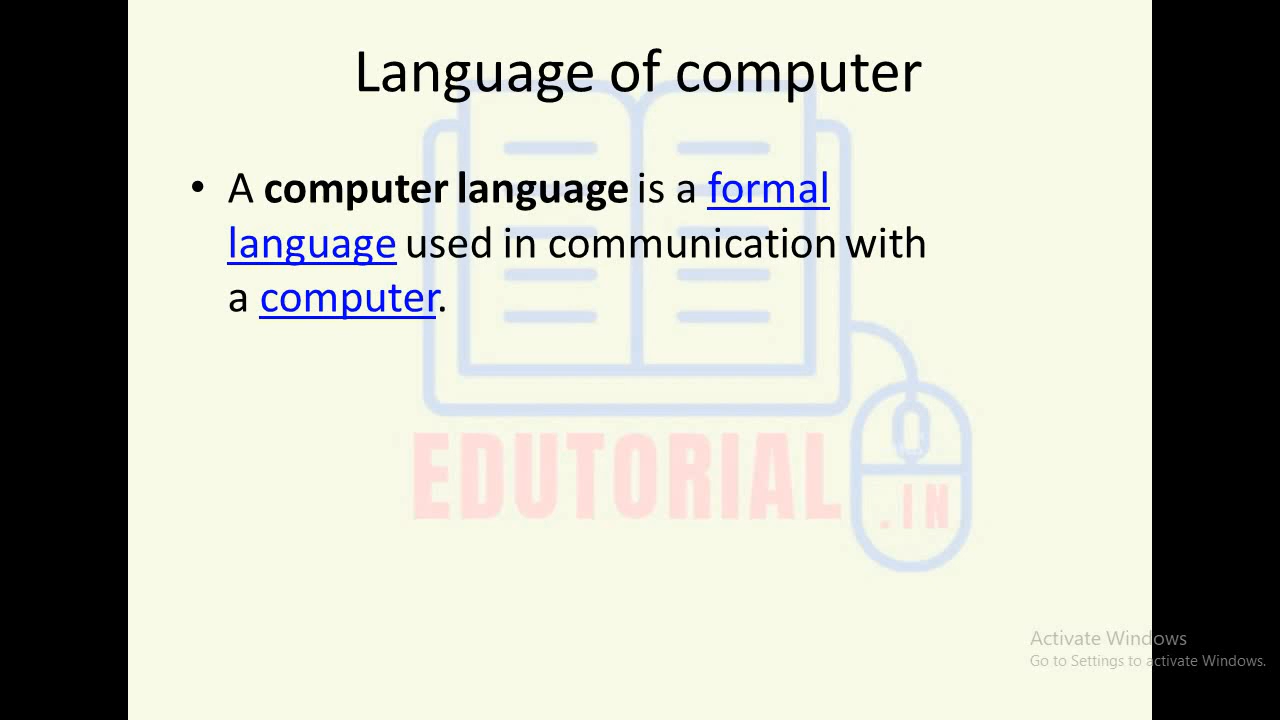 Language of computer
• A computer language is a formal
language used in communication with
a computer.
EDUTORIAL
.IN
Activate Windows
Go to Settings to activate Windows.